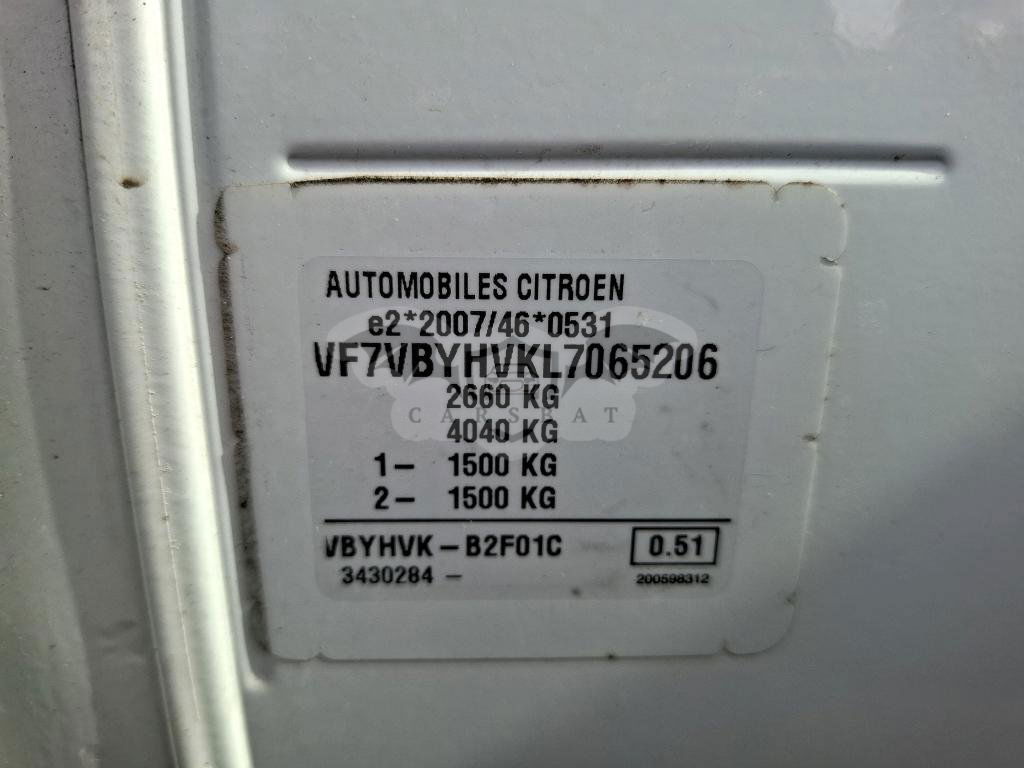 AUTOMOBILES CITROEN
e2*2007/46*0531
VF7VBYHVKL7065206
2660 KG
CARSBAT
4040 KG
1- 1500 KG
2- 1500 KG
VBYHVK-B2F01C 0.51
3430284 - 200598312